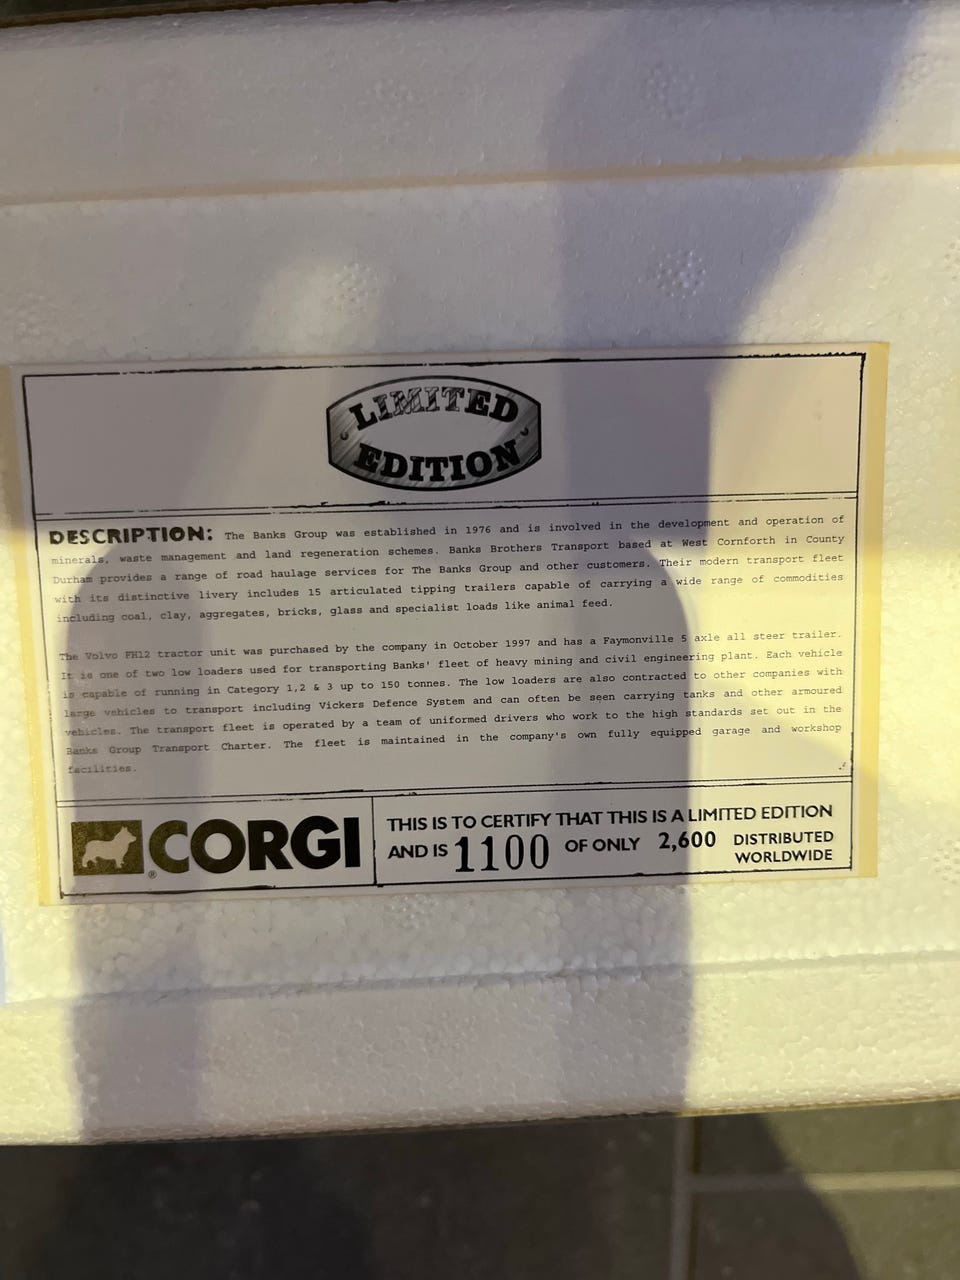 LIMITED
EDITION
DESCRIPTION: The Banks Group was established in 1976 and is involved in the development and operation of
minerals, waste management and land regeneration schemes. Banks Brothers Transport based at West Cornforth in County
Durham provides a range of road haulage services for The Banks Group and other customers. Their modern transport fleet
with its distinctive livery includes 15 articulated tipping trailers capable of carrying a wide range of commodities
including coal, clay, aggregates, bricks, glass and specialist loads like animal feed.
The Volvo FH12 tractor unit was purchased by the company in October 1997 and has a Faymonville 5 axle all steer trailer.
It is one of two low loaders used for transporting Banks' fleet of heavy mining and civil engineering plant. Each vehicle
is capable of running in Category 1,2 & 3 up to 150 tonnes. The low loaders are also contracted to other companies with
large vehicles to transport including Vickers Defence System and can often be seen carrying tanks and other armoured
vehicles. The transport fleet is operated by a team of uniformed drivers who work to the high standards set out in the
Banks Group Transport Charter. The fleet is maintained in the company's own fully equipped garage and workshop
facilities.
CORGI®
THIS IS TO CERTIFY THAT THIS IS A LIMITED EDITION
AND IS 1100 OF ONLY 2,600 DISTRIBUTED
WORLDWIDE